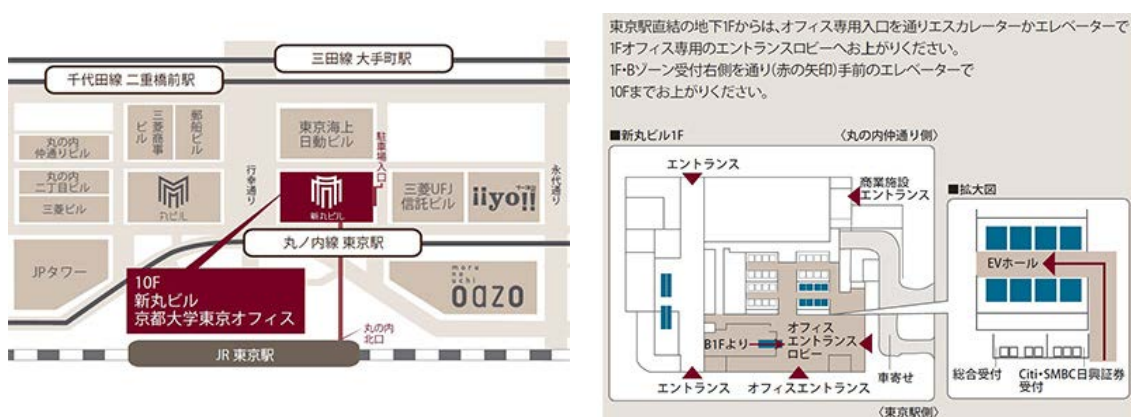 三田線 大手町駅
千代田線 二重橋前駅
丸の内
仲通りビル
三菱商事
ビル
郵船ビル
東京海上
日動ビル
駐車場入口
丸の内
二丁目ビル
三菱ビル
丸ビル
行幸通り
新丸ビル
三菱UFJ
信託ビル
iiyo!!
永代通り
丸ノ内線 東京駅
JPタワー
10F
新丸ビル
京都大学東京オフィス
maru
no
uchi
oazo
丸の内
北口
JR 東京駅
東京駅直結の地下1Fからは、オフィス専用入口を通りエスカレーターかエレベーターで
1Fオフィス専用のエントランスロビーへお上がりください。
1F・Bゾーン受付右側を通り(赤の矢印)手前のエレベーターで
10Fまでお上がりください。
■新丸ビル1F
〈丸の内仲通り側〉
エントランス
商業施設
エントランス
オフィス
エントランス
ロビー
B1Fより
エントランス
オフィスエントランス
車寄せ
〈東京駅側〉
■拡大図
EVホール
総合受付
Citi・SMBC日興証券
受付